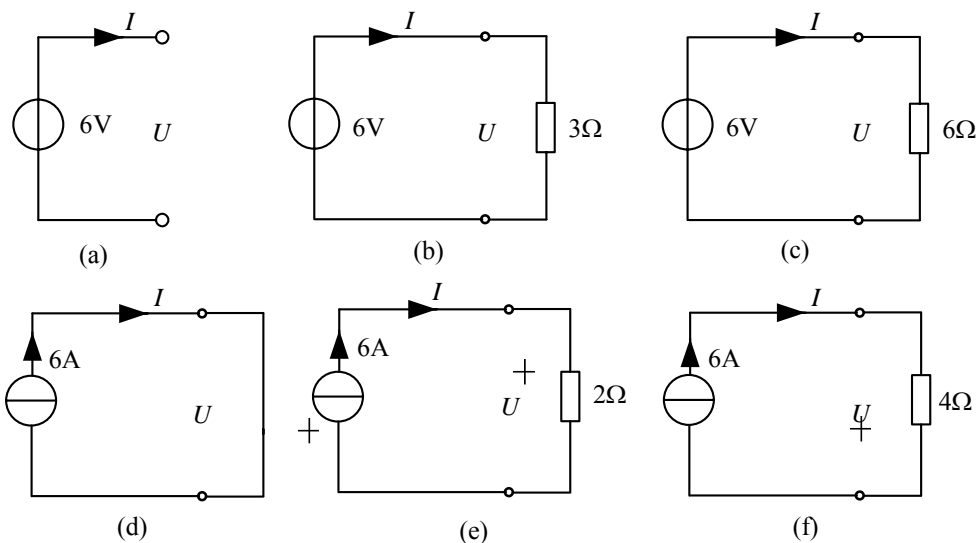 I
6V
U
(a)
I
6V
U
3Ω
(b)
I
6V
U
6Ω
(c)
I
6A
U
(d)
I
6A
+
U
2Ω
+
(e)
I
6A
U
+
4Ω
(f)